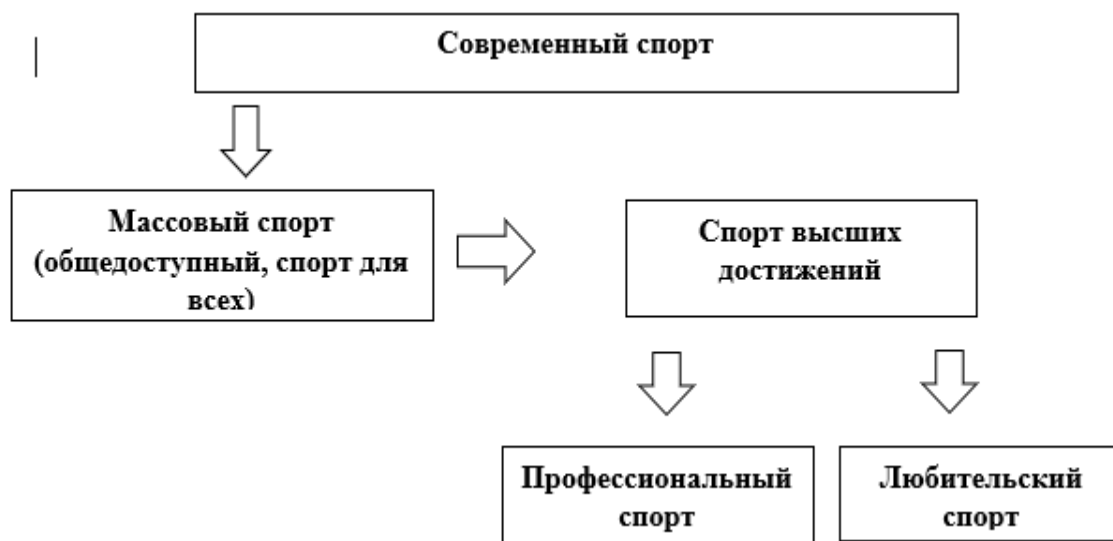 Современный спорт
Массовый спорт
(общедоступный, спорт для
всех)
Спорт высших
достижений
Профессиональный
спорт
Любительский
спорт